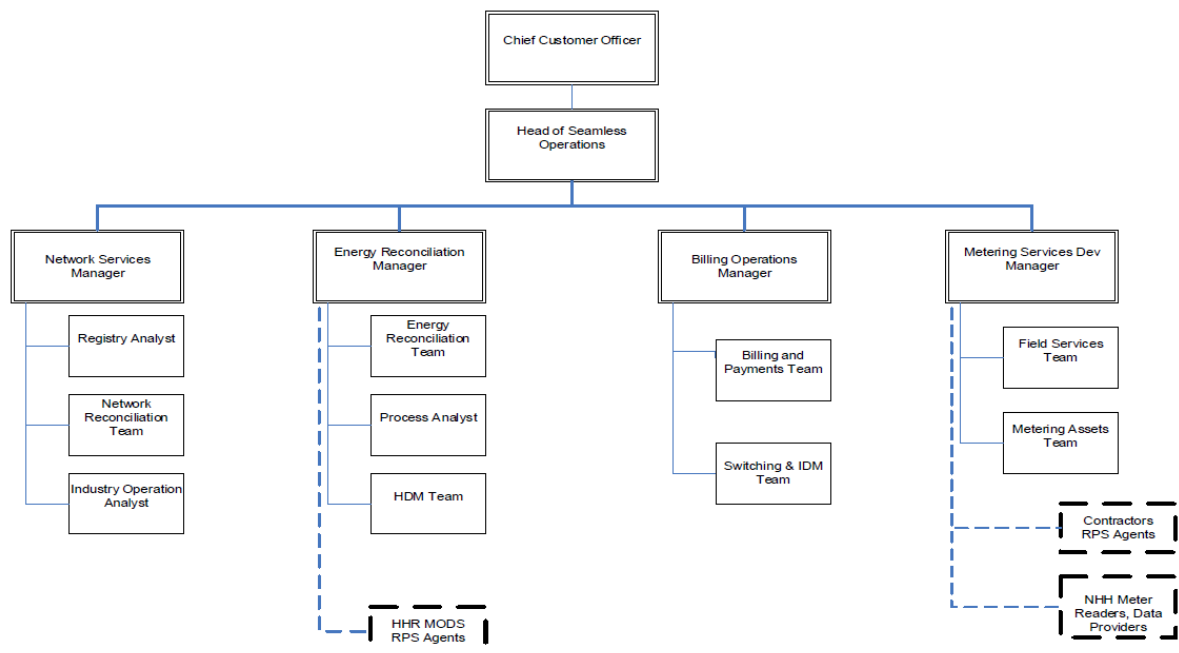 Chief Customer Officer
Head of Seamless
Operations
Network Services
Manager
Energy Reconciliation
Manager
Billing Operations
Manager
Metering Services Dev
Manager
Registry Analyst
Network
Reconciliation
Team
Industry Operation
Analyst
Energy
Reconciliation
Team
Process Analyst
HDM Team
HHR MODS
RPS Agents
Billing and
Payments Team
Switching & IDM
Team
Field Services
Team
Metering Assets
Team
Contractors
RPS Agents
NHH Meter
Readers, Data
Providers